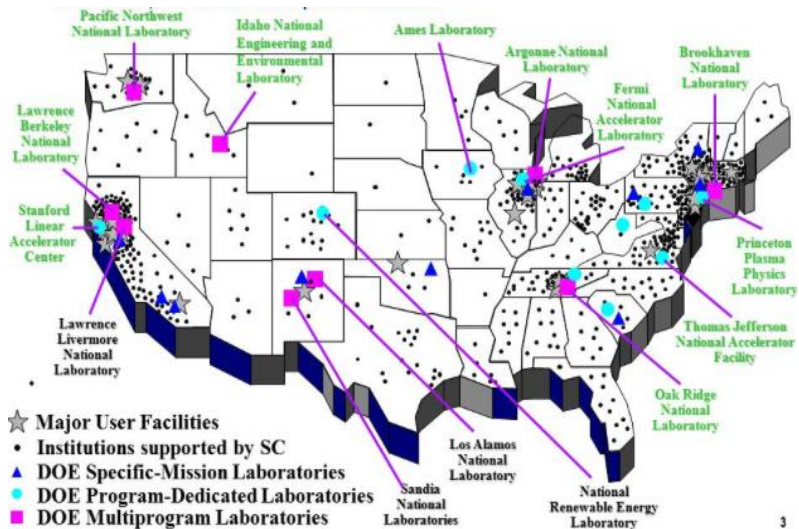 Pacific Northwest
National Laboratory
Idaho National
Engineering and
Environmental
Laboratory
Ames Laboratory
Argonne National
Laboratory
Brookhaven
National
Laboratory
Fermi
National
Accelerator
Laboratory
Lawrence
Berkeley
National
Laboratory
Stanford
Linear
Accelerator
Center
Princeton
Plasma
Physics
Laboratory
Lawrence
Livermore
National
Laboratory
Thomas Jefferson
National Accelerator
Facility
Oak Ridge
National
Laboratory
Los Alamos
National
Laboratory
Sandia
National
Laboratories
National
Renewable Energy
Laboratory
Major User Facilities
Institutions supported by SC
DOE Specific-Mission Laboratories
DOE Program-Dedicated Laboratories
DOE Multiprogram Laboratories
3